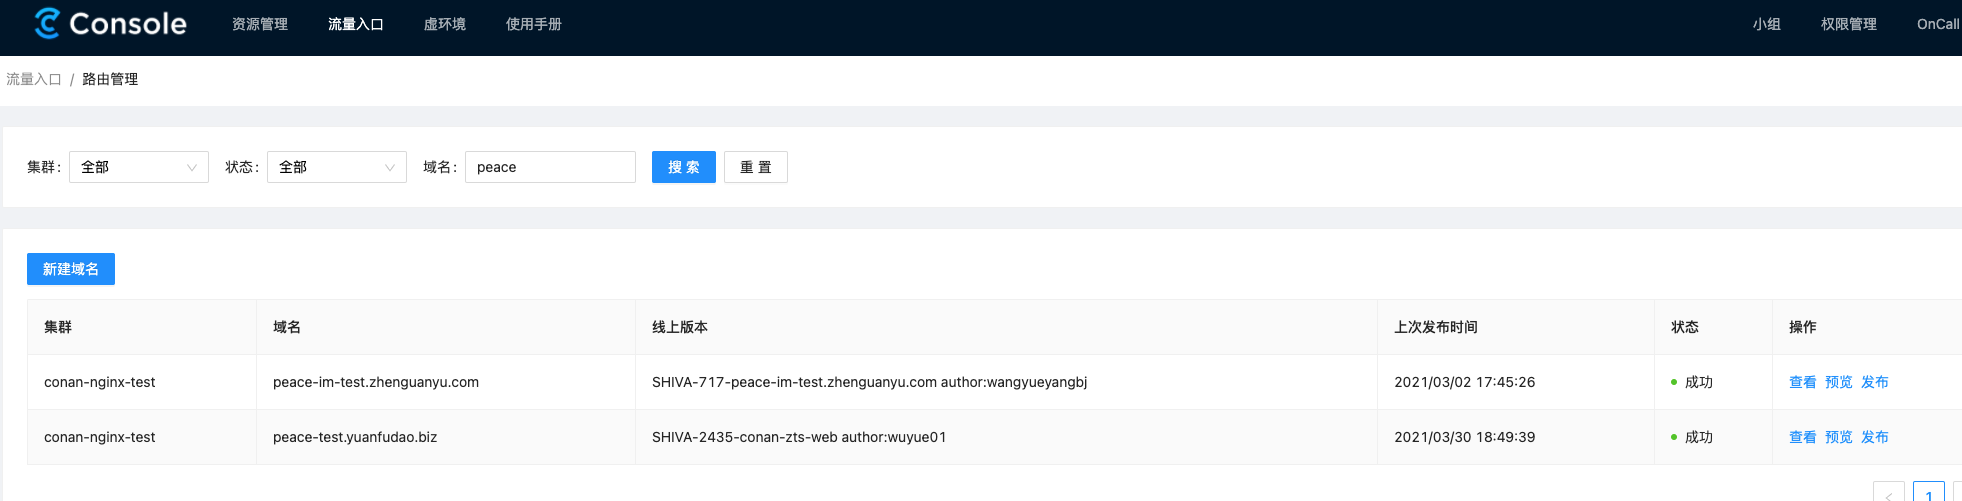 Console 资源管理 流量入口 虚环境 使用手册 小组 权限管理 OnCall
流量入口 / 路由管理
集群: 全部 状态: 全部 域名: peace 搜 索 重 置
新建域名
集群 域名 线上版本 上次发布时间 状态 操作
conan-nginx-test peace-im-test.zhenguanyu.com SHIVA-717-peace-im-test.zhenguanyu.com author:wangyueyangbj 2021/03/02 17:45:26 成功 查看 预览 发布
conan-nginx-test peace-test.yuanfudao.biz SHIVA-2435-conan-zts-web author:wuyue01 2021/03/30 18:49:39 成功 查看 预览 发布
< 1